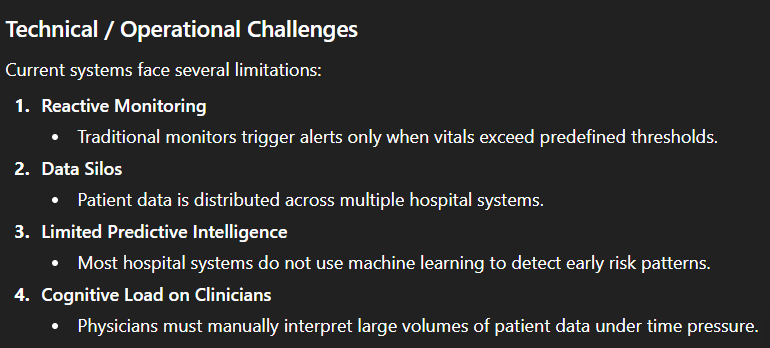 Technical / Operational Challenges
Current systems face several limitations:
1. Reactive Monitoring
• Traditional monitors trigger alerts only when vitals exceed predefined thresholds.
2. Data Silos
• Patient data is distributed across multiple hospital systems.
3. Limited Predictive Intelligence
• Most hospital systems do not use machine learning to detect early risk patterns.
4. Cognitive Load on Clinicians
• Physicians must manually interpret large volumes of patient data under time pressure.